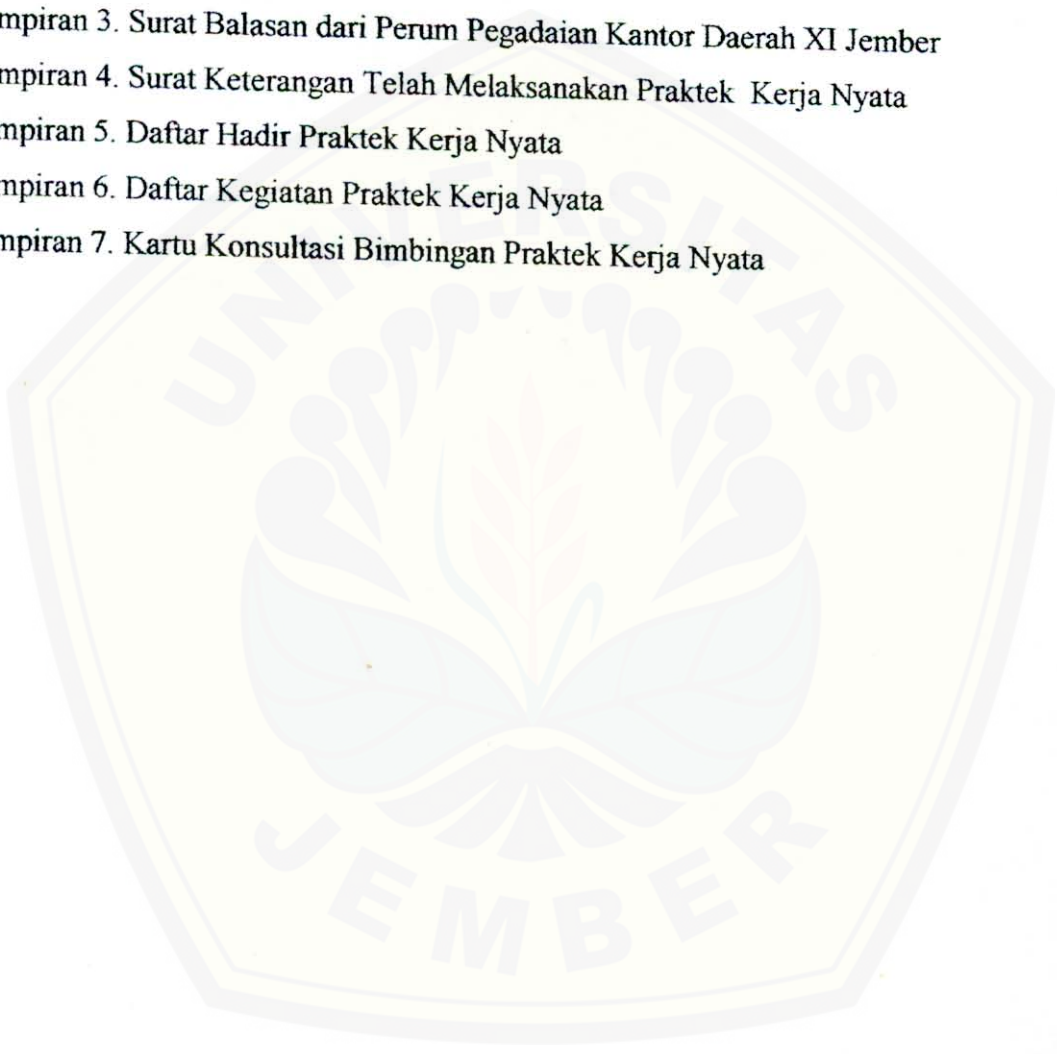 mpiran 3. Surat Balasan dari Perum Pegadaian Kantor Daerah XI Jember
mpiran 4. Surat Keterangan Telah Melaksanakan Praktek Kerja Nyata
mpiran 5. Daftar Hadir Praktek Kerja Nyata
mpiran 6. Daftar Kegiatan Praktek Kerja Nyata
mpiran 7. Kartu Konsultasi Bimbingan Praktek Kerja Nyata
UNIVERSITAS
JEMBER